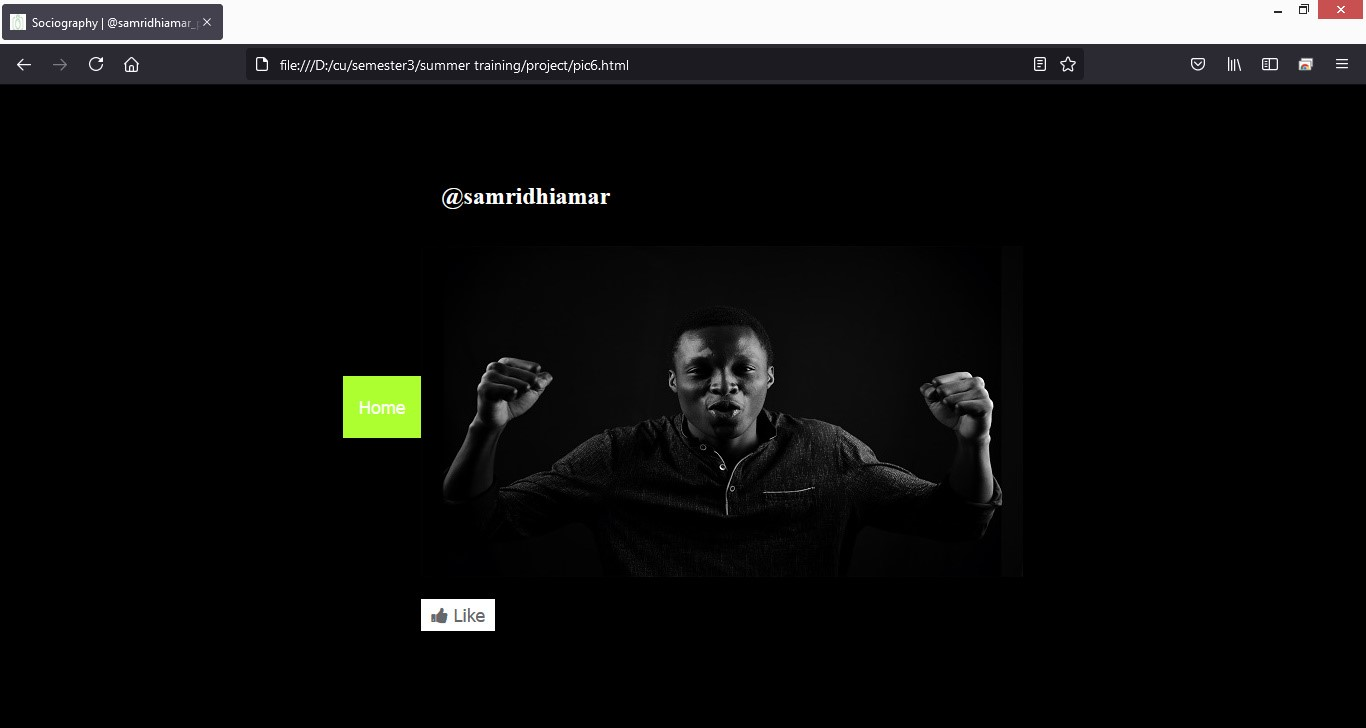 Sociography | @samridhiamar_
file:///D:/cu/semester3/summer training/project/pic6.html
@samridhiamar
Home
Like